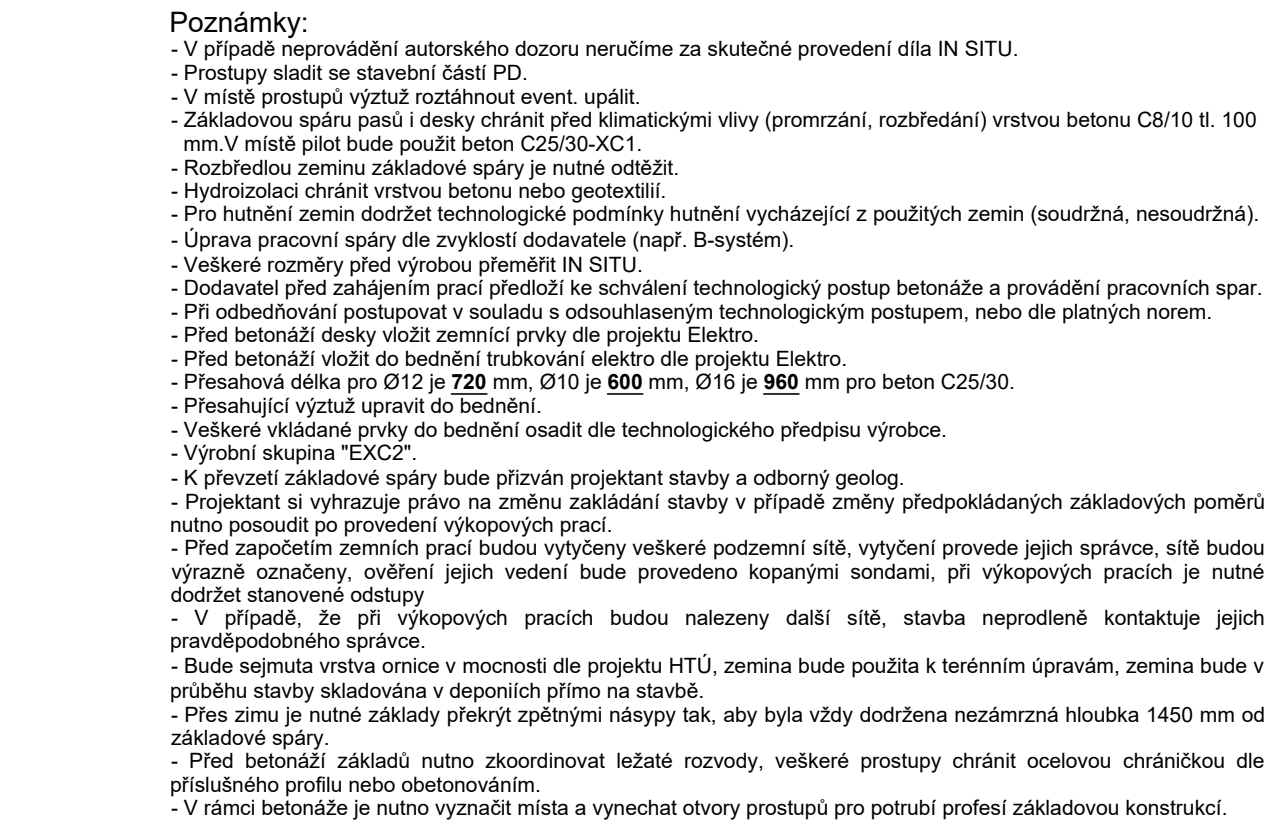 Poznámky:
- V případě neprovádění autorského dozoru neručíme za skutečné provedení díla IN SITU.
- Prostupy sladit se stavební částí PD.
- V místě prostupů výztuž roztáhnout event. upálit.
- Základovou spáru pasů i desky chránit před klimatickými vlivy (promrzání, rozbředání) vrstvou betonu C8/10 tl. 100
mm.V místě pilot bude použit beton C25/30-XC1.
- Rozbředlou zeminu základové spáry je nutné odtěžit.
- Hydroizolaci chránit vrstvou betonu nebo geotextilií.
- Pro hutnění zemin dodržet technologické podmínky hutnění vycházející z použitých zemin (soudržná, nesoudržná).
- Úprava pracovní spáry dle zvyklostí dodavatele (např. B-systém).
- Veškeré rozměry před výrobou přeměřit IN SITU.
- Dodavatel před zahájením prací předloží ke schválení technologický postup betonáže a provádění pracovních spar.
- Při odbedňování postupovat v souladu s odsouhlaseným technologickým postupem, nebo dle platných norem.
- Před betonáží desky vložit zemnící prvky dle projektu Elektro.
- Před betonáží vložit do bednění trubkování elektro dle projektu Elektro.
- Přesahová délka pro Ø12 je 720 mm, Ø10 je 600 mm, Ø16 je 960 mm pro beton C25/30.
- Přesahující výztuž upravit do bednění.
- Veškeré vkládané prvky do bednění osadit dle technologického předpisu výrobce.
- Výrobní skupina "EXC2".
- K převzetí základové spáry bude přizván projektant stavby a odborný geolog.
- Projektant si vyhrazuje právo na změnu zakládání stavby v případě změny předpokládaných základových poměrů
nutno posoudit po provedení výkopových prací.
- Před započetím zemních prací budou vytyčeny veškeré podzemní sítě, vytyčení provede jejich správce, sítě budou
výrazně označeny, ověření jejich vedení bude provedeno kopanými sondami, při výkopových pracích je nutné
dodržet stanovené odstupy
- V případě, že při výkopových pracích budou nalezeny další sítě, stavba neprodleně kontaktuje jejich
pravděpodobného správce.
- Bude sejmuta vrstva ornice v mocnosti dle projektu HTÚ, zemina bude použita k terénním úpravám, zemina bude v
průběhu stavby skladována v deponiích přímo na stavbě.
- Přes zimu je nutné základy překrýt zpětnými násypy tak, aby byla vždy dodržena nezámrzná hloubka 1450 mm od
základové spáry.
- Před betonáží základů nutno zkoordinovat ležaté rozvody, veškeré prostupy chránit ocelovou chráničkou dle
příslušného profilu nebo obetonováním.
- V rámci betonáže je nutno vyznačit místa a vynechat otvory prostupů pro potrubí profesí základovou konstrukcí.